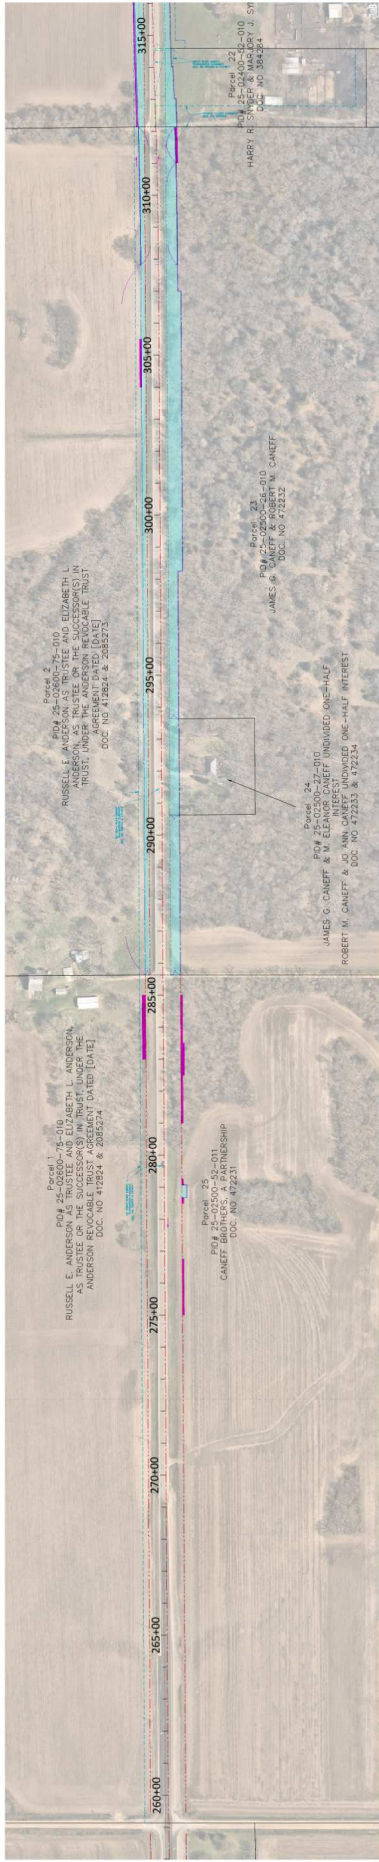 Parcel 1
PID# 25-02600-75-010
RUSSELL E. ANDERSON AS TRUSTEE AND ELIZABETH L. ANDERSON,
AS TRUSTEE OR THE SUCCESSOR(S) IN TRUST, UNDER THE
ANDERSON REVOCABLE TRUST AGREEMENT DATED [DATE]
DOC. NO 412824 & 2085274
Parcel 2
PID# 25-02600-75-010
RUSSELL E. ANDERSON AS TRUSTEE AND ELIZABETH L.
ANDERSON, AS TRUSTEE OR THE SUCCESSOR(S) IN
TRUST, UNDER THE ANDERSON REVOCABLE TRUST
AGREEMENT DATED [DATE]
DOC. NO 412824 & 2085273
260+00
265+00
270+00
275+00
280+00
285+00
290+00
295+00
300+00
305+00
310+00
315+00
Parcel 25
PID# 25-02500-52-011
CANEFF BROTHERS, A PARTNERSHIP
DOC. NO 472231
Parcel 24
PID# 25-02500-27-010
JAMES G. CANEFF & M. ELEANOR CANEFF UNDIVIDED ONE-HALF
INTEREST
ROBERT M. CANEFF & JO ANN CANEFF UNDIVIDED ONE-HALF INTEREST
DOC. NO 472233 & 472234
Parcel 23
PID# 25-02500-26-010
JAMES G. CANEFF & ROBERT M. CANEFF
DOC. NO 472232
Parcel 22
PID# 25-02400-52-010
HARRY R. SNYDER & MARJORY J. SY
DOC. NO 384284